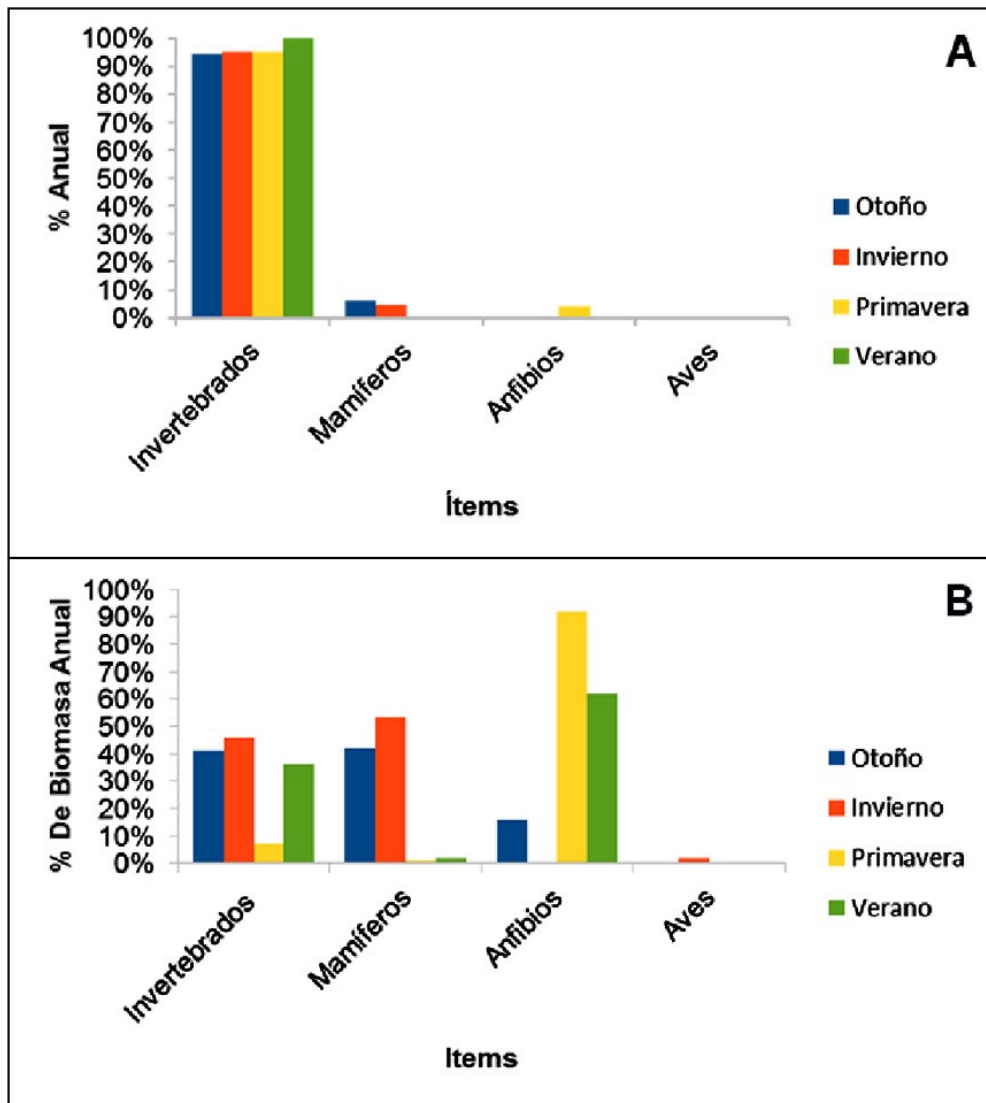 A
100%
90%
80%
70%
60%
50%
40%
30%
20%
10%
0%
% Anual
Invertebrados
Mamíferos
Anfibios
Aves
Ítems
Otoño
Invierno
Primavera
Verano
B
100%
90%
80%
70%
60%
50%
40%
30%
20%
10%
0%
% De Biomasa Anual
Invertebrados
Mamíferos
Anfibios
Aves
Items
Otoño
Invierno
Primavera
Verano